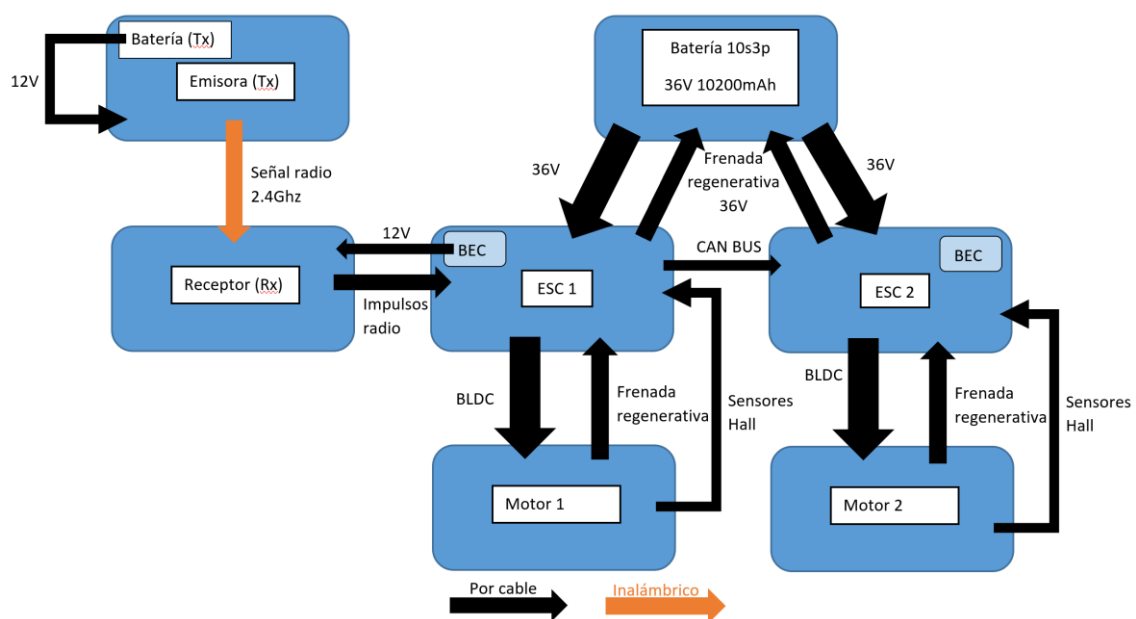 Batería (Tx)
12V
Emisora (Tx)
Batería 10s3p
36V 10200mAh
Señal radio
2.4Ghz
36V
Frenada
regenerativa
36V
36V
Receptor (Rx)
12V
Impulsos
radio
BEC
ESC 1
CAN BUS
BEC
ESC 2
BLDC
Frenada
regenerativa
Sensores
Hall
BLDC
Frenada
regenerativa
Sensores
Hall
Motor 1
Motor 2
Por cable
Inalámbrico